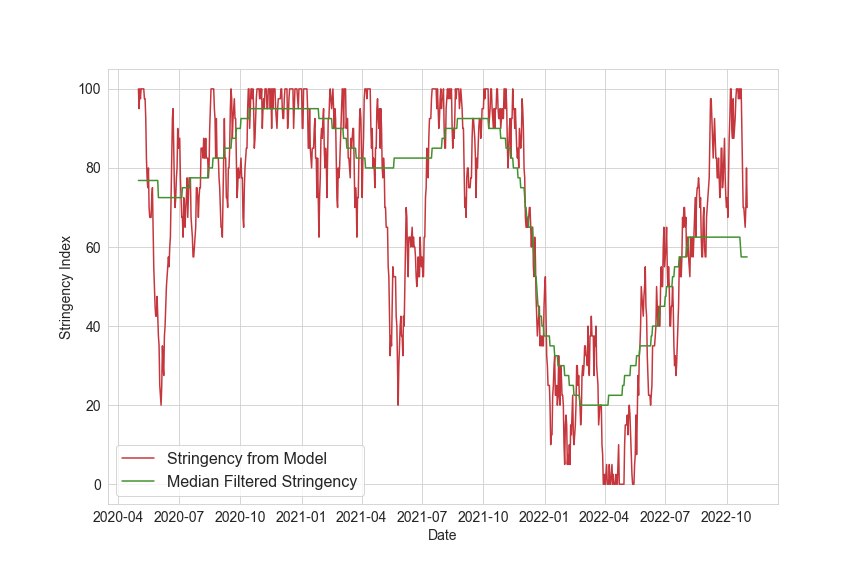 100
80
60
40
20
0
Stringency Index
Stringency from Model
Median Filtered Stringency
2020-04 2020-07 2020-10 2021-01 2021-04 2021-07 2021-10 2022-01 2022-04 2022-07 2022-10
Date